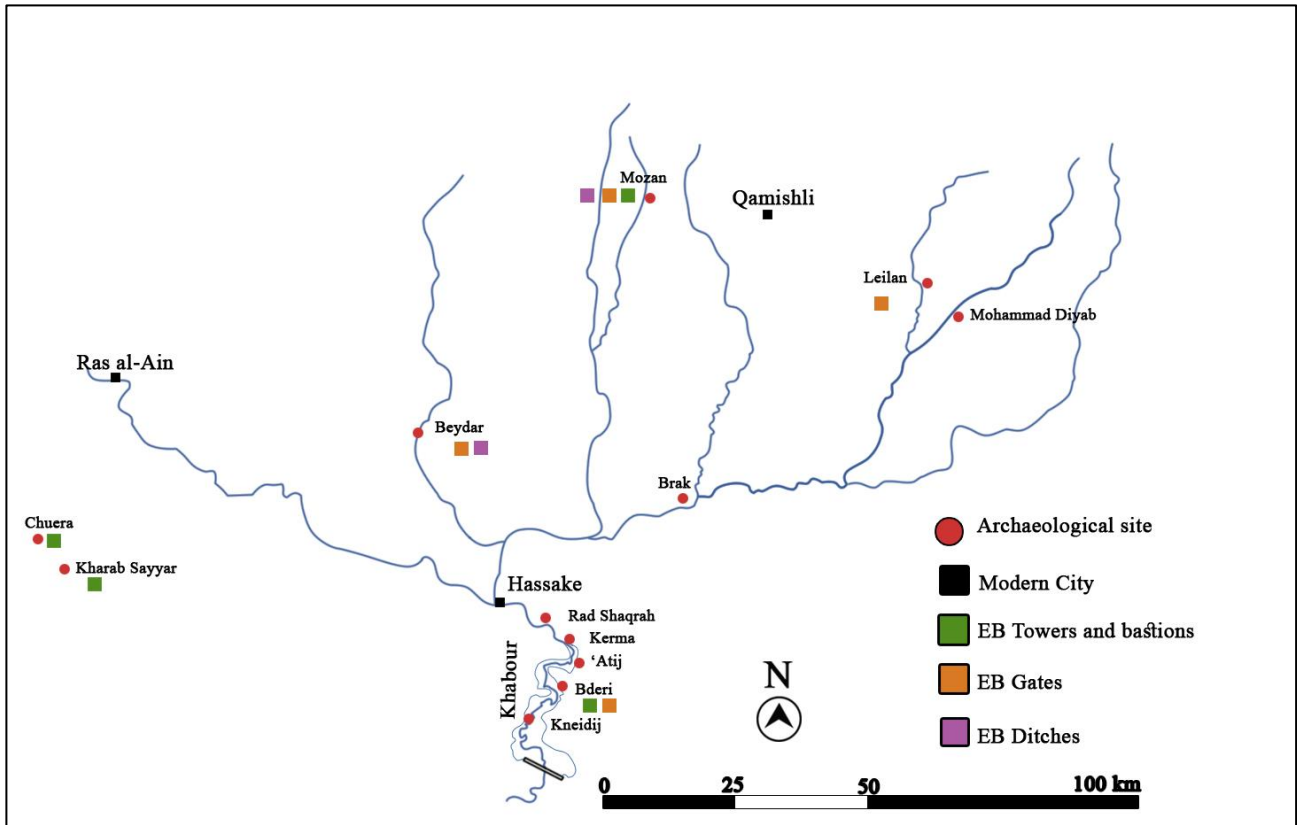 Mozan
Qamishli
Leilan
Mohammad Diyab
Ras al-Ain
Beydar
Brak
Chuera
Kharab Sayyar
Hassake
Rad Shaqrah
Kerma
‘Atij
Khabour
Bderi
Kneidij
Archaeological site
Modern City
EB Towers and bastions
EB Gates
EB Ditches
N
0 25 50 100 km